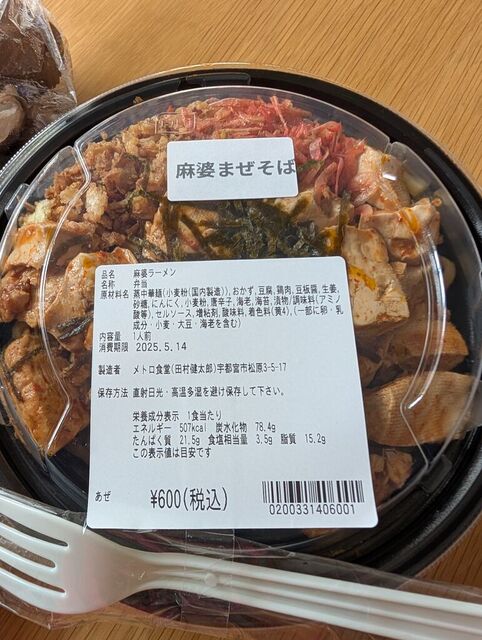 麻婆まぜそば
品名 麻婆ラーメン
名称 弁当
原材料名 蒸中華麺(小麦粉(国内製造)),おかず,豆腐,鶏肉,豆板醤,生姜,
砂糖,にんにく,小麦粉,唐辛子,海老,海苔,漬物/調味料(アミノ
酸等),セルソース,増粘剤,酸味料,着色料(黄4),(一部に卵・乳
成分・小麦・大豆・海老を含む)
内容量 1人前
消費期限 2025.5.14
製造者 メトロ食堂(田村健太郎)宇都宮市松原3-5-17
保存方法 直射日光・高温多湿を避け保存して下さい。
栄養成分表示 1食当たり
エネルギー 507kcal 炭水化物 78.4g
たんぱく質 21.5g 食塩相当量 3.5g 脂質 15.2g
この表示値は目安です
あぜ ¥600(税込)
0200331406001